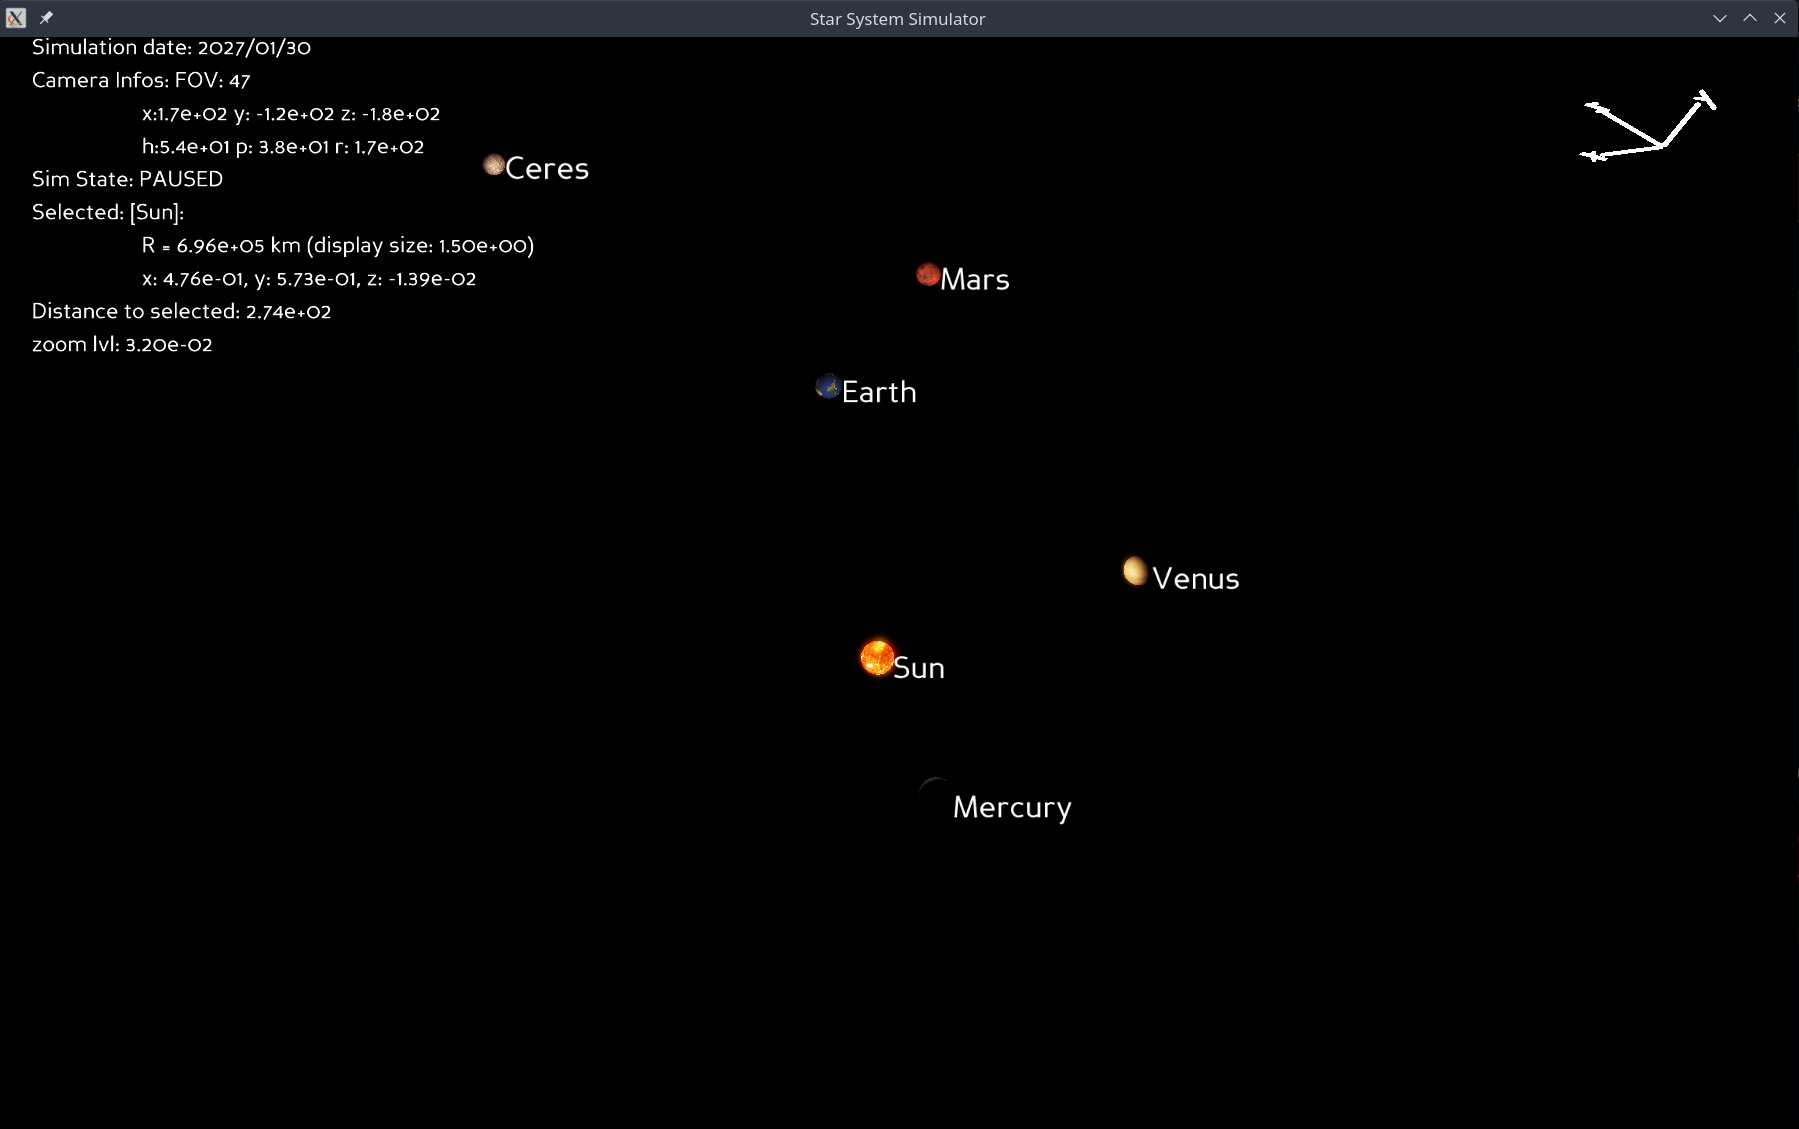 Star System Simulator
Simulation date: 2027/01/30
Camera Infos: FOV: 47
x:1.7e+02 y: -1.2e+02 z: -1.8e+02
h:5.4e+01 p: 3.8e+01 r: 1.7e+02
Ceres
Sim State: PAUSED
Selected: [Sun]:
R = 6.96e+05 km (display size: 1.50e+00)
x: 4.76e-01, y: 5.73e-01, z: -1.39e-02
Mars
Distance to selected: 2.74e+02
zoom lvl: 3.20e-02
Earth
Venus
Sun
Mercury